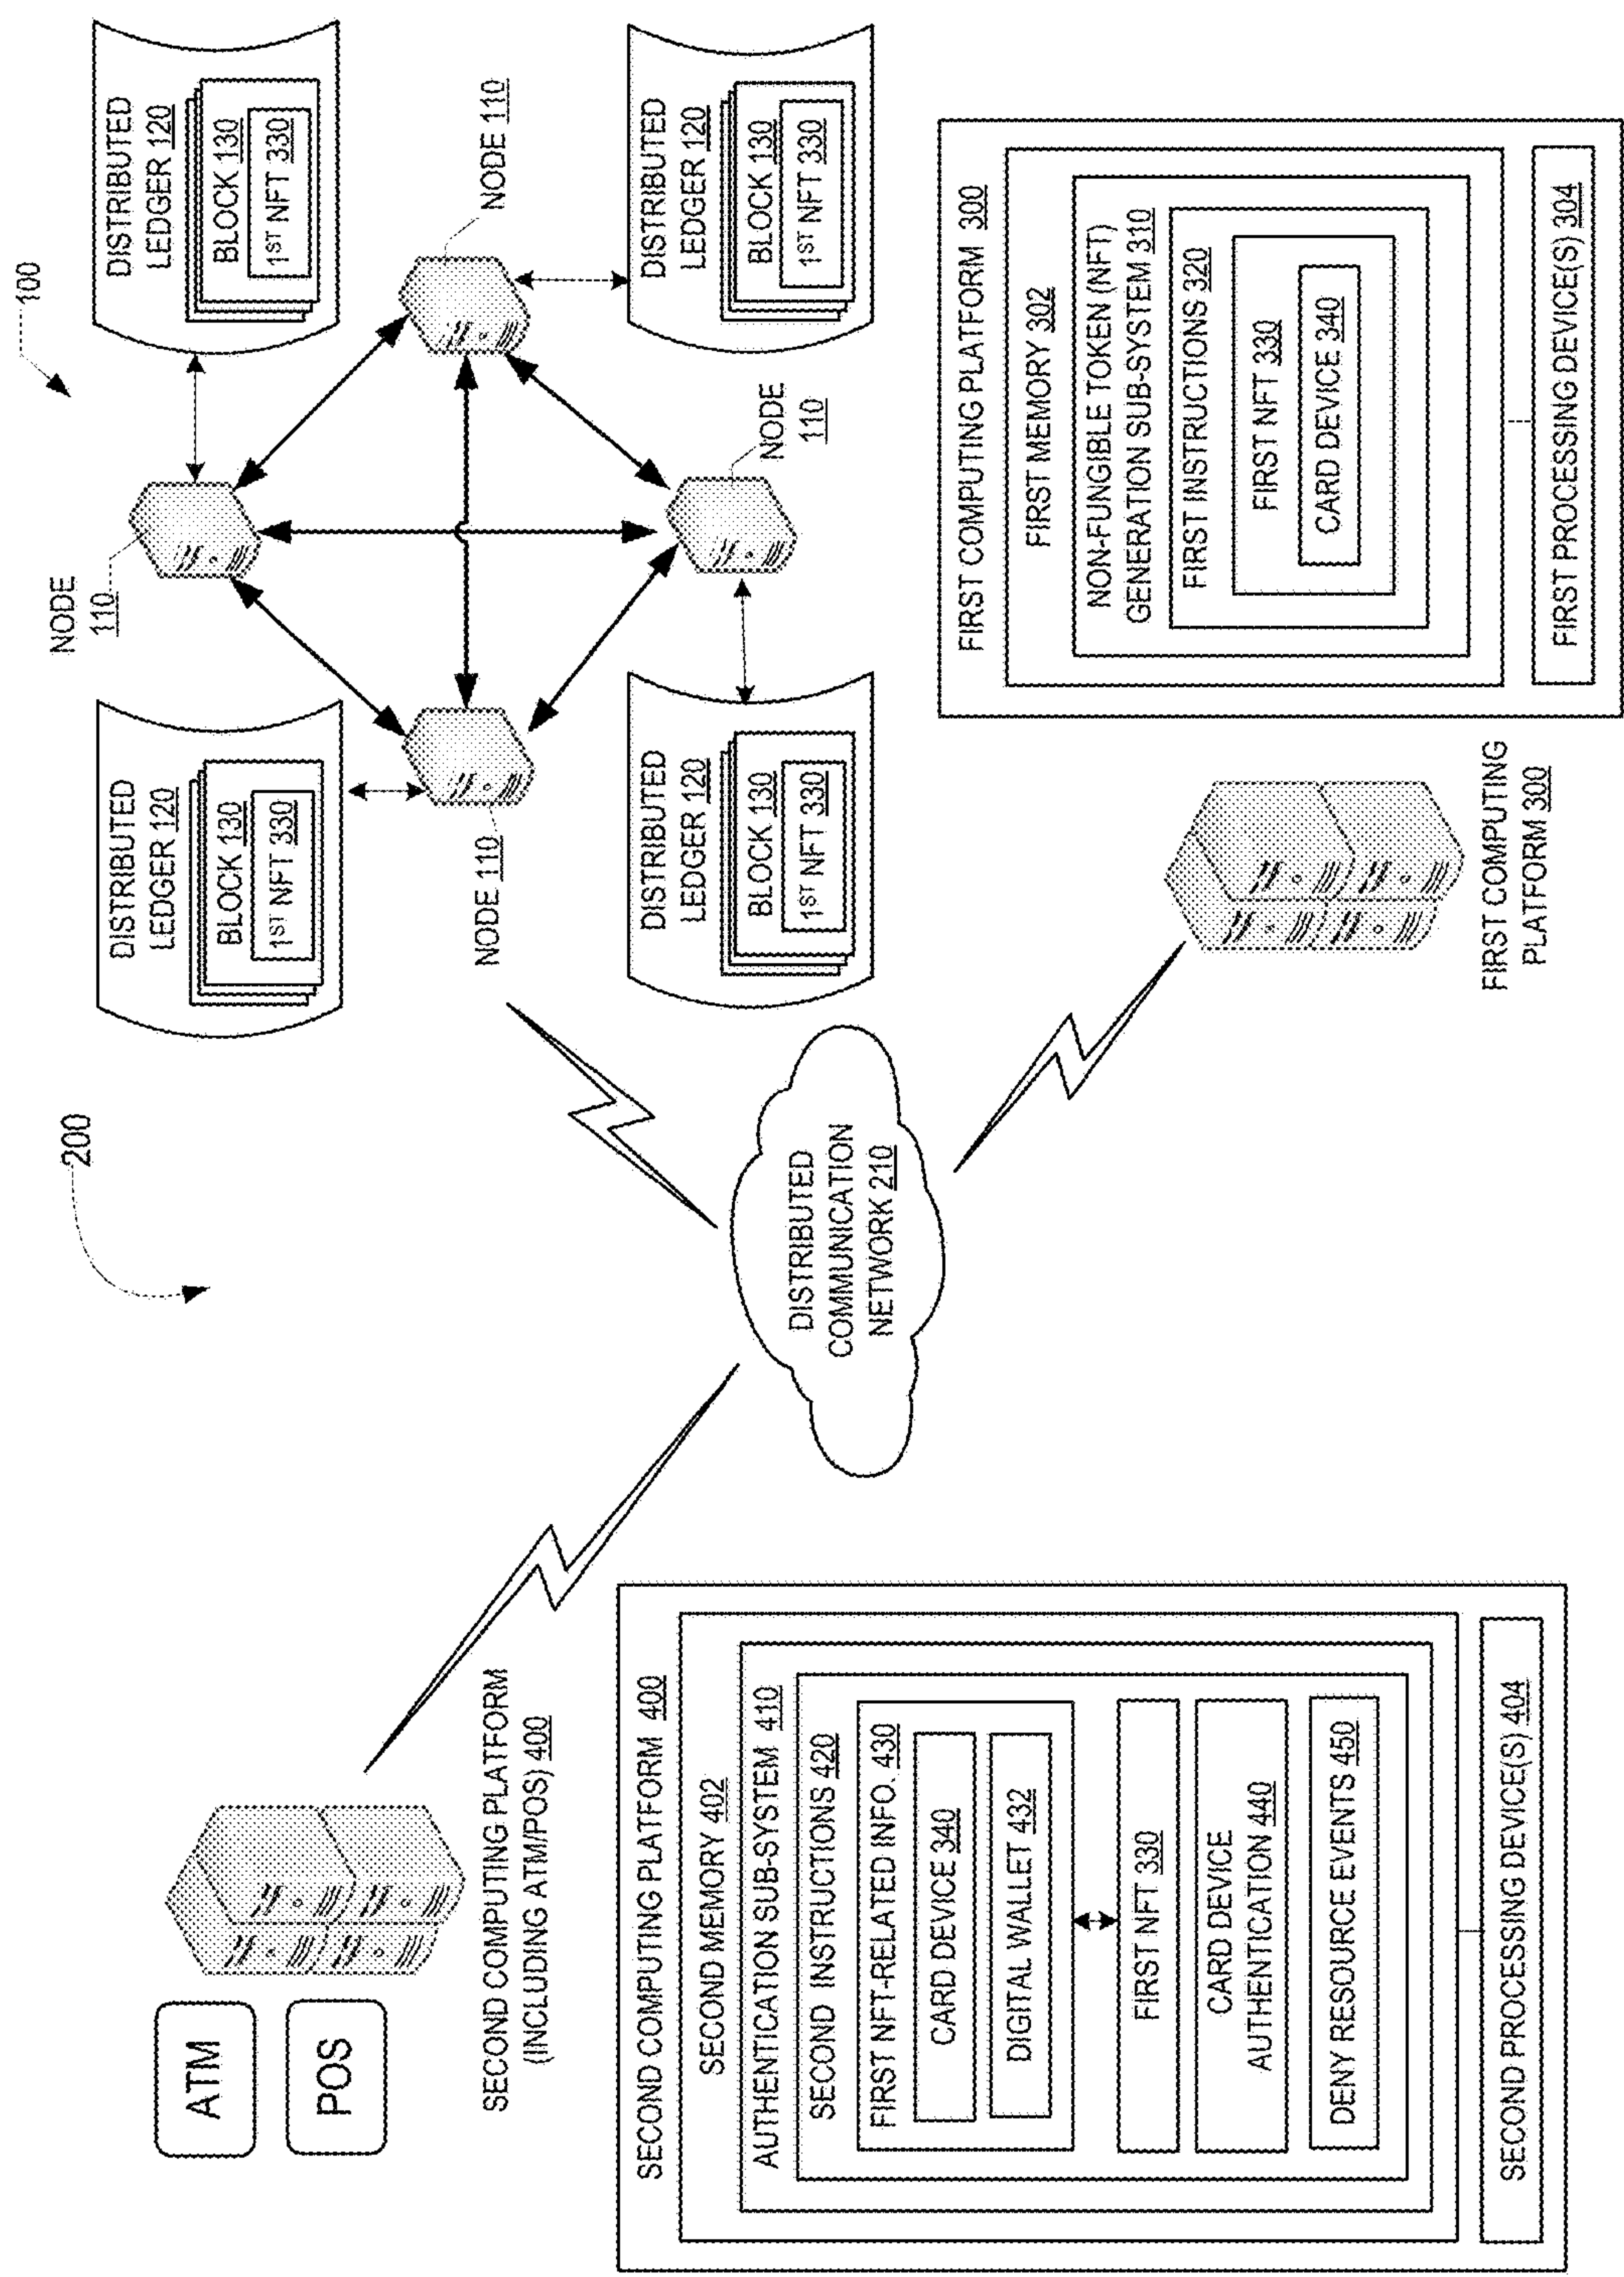 200
100
ATM
POS
SECOND COMPUTING PLATFORM
(INCLUDING ATM/POS) 400
SECOND COMPUTING PLATFORM 400
SECOND MEMORY 402
AUTHENTICATION SUB-SYSTEM 410
SECOND INSTRUCTIONS 420
FIRST NFT-RELATED INFO. 430
CARD DEVICE 340
DIGITAL WALLET 432
FIRST NFT 330
CARD DEVICE
AUTHENTICATION 440
DENY RESOURCE EVENTS 450
SECOND PROCESSING DEVICE(S) 404
DISTRIBUTED
COMMUNICATION
NETWORK 210
DISTRIBUTED
LEDGER 120
BLOCK 130
1ST NFT 330
NODE
110
DISTRIBUTED
LEDGER 120
BLOCK 130
1ST NFT 330
NODE 110
NODE 110
DISTRIBUTED
LEDGER 120
BLOCK 130
1ST NFT 330
NODE
110
DISTRIBUTED
LEDGER 120
BLOCK 130
1ST NFT 330
FIRST COMPUTING
PLATFORM 300
FIRST COMPUTING PLATFORM 300
FIRST MEMORY 302
NON-FUNGIBLE TOKEN (NFT)
GENERATION SUB-SYSTEM 310
FIRST INSTRUCTIONS 320
FIRST NFT 330
CARD DEVICE 340
FIRST PROCESSING DEVICE(S) 304